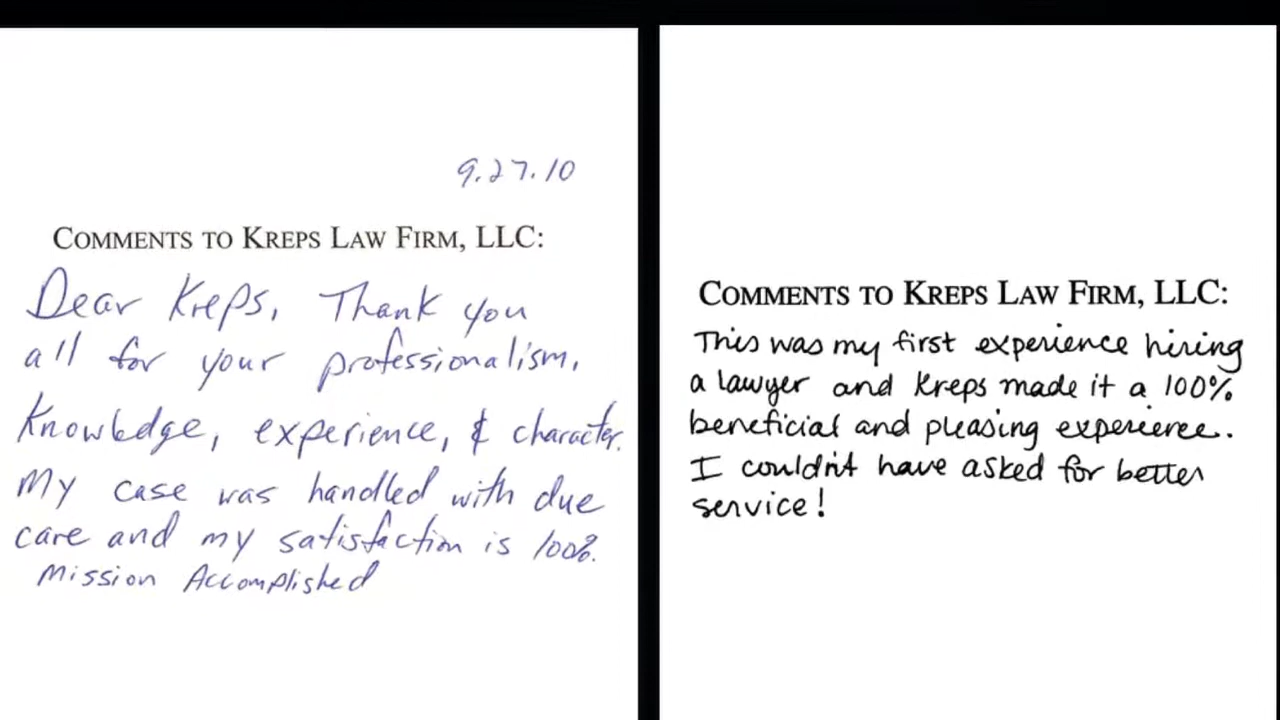 9.27.10
COMMENTS TO KREPS LAW FIRM, LLC:
Dear Kreps, Thank you
all for your professionalism,
Knowledge, experience, & character.
My case was handled with due
care and my satisfaction is 100%.
Mission Accomplished
COMMENTS TO KREPS LAW FIRM, LLC:
This was my first experience hiring
a lawyer and Kreps made it a 100%
beneficial and pleasing experience.
I couldn't have asked for better
service!